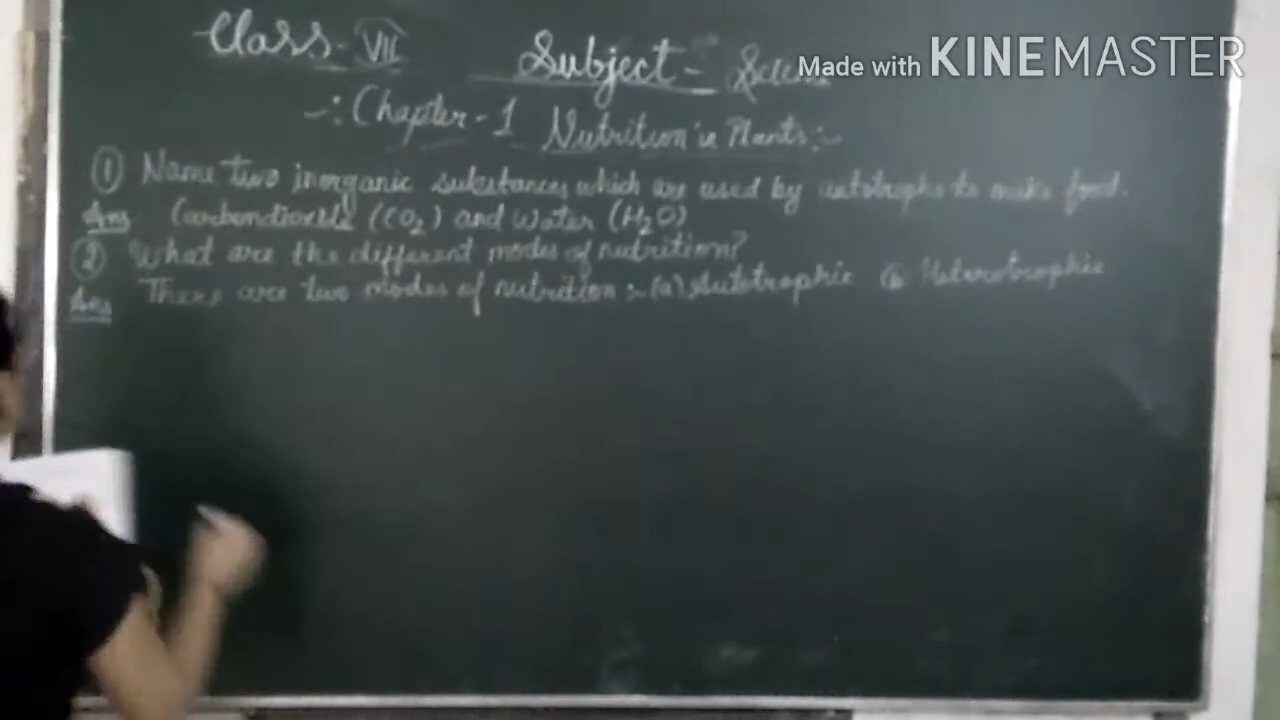 Class - VII Subject - Scien
Made with KINEMASTER
-: Chapter - 1 Nutrition in Plants :-
① Name two inorganic substances which are used by autotrophs to make food.
Ans Carbondioxide (CO₂) and Water (H₂O)
② What are the different modes of nutrition?
Ans There are two modes of nutrition :- (a) Autotrophic (b) Heterotrophic